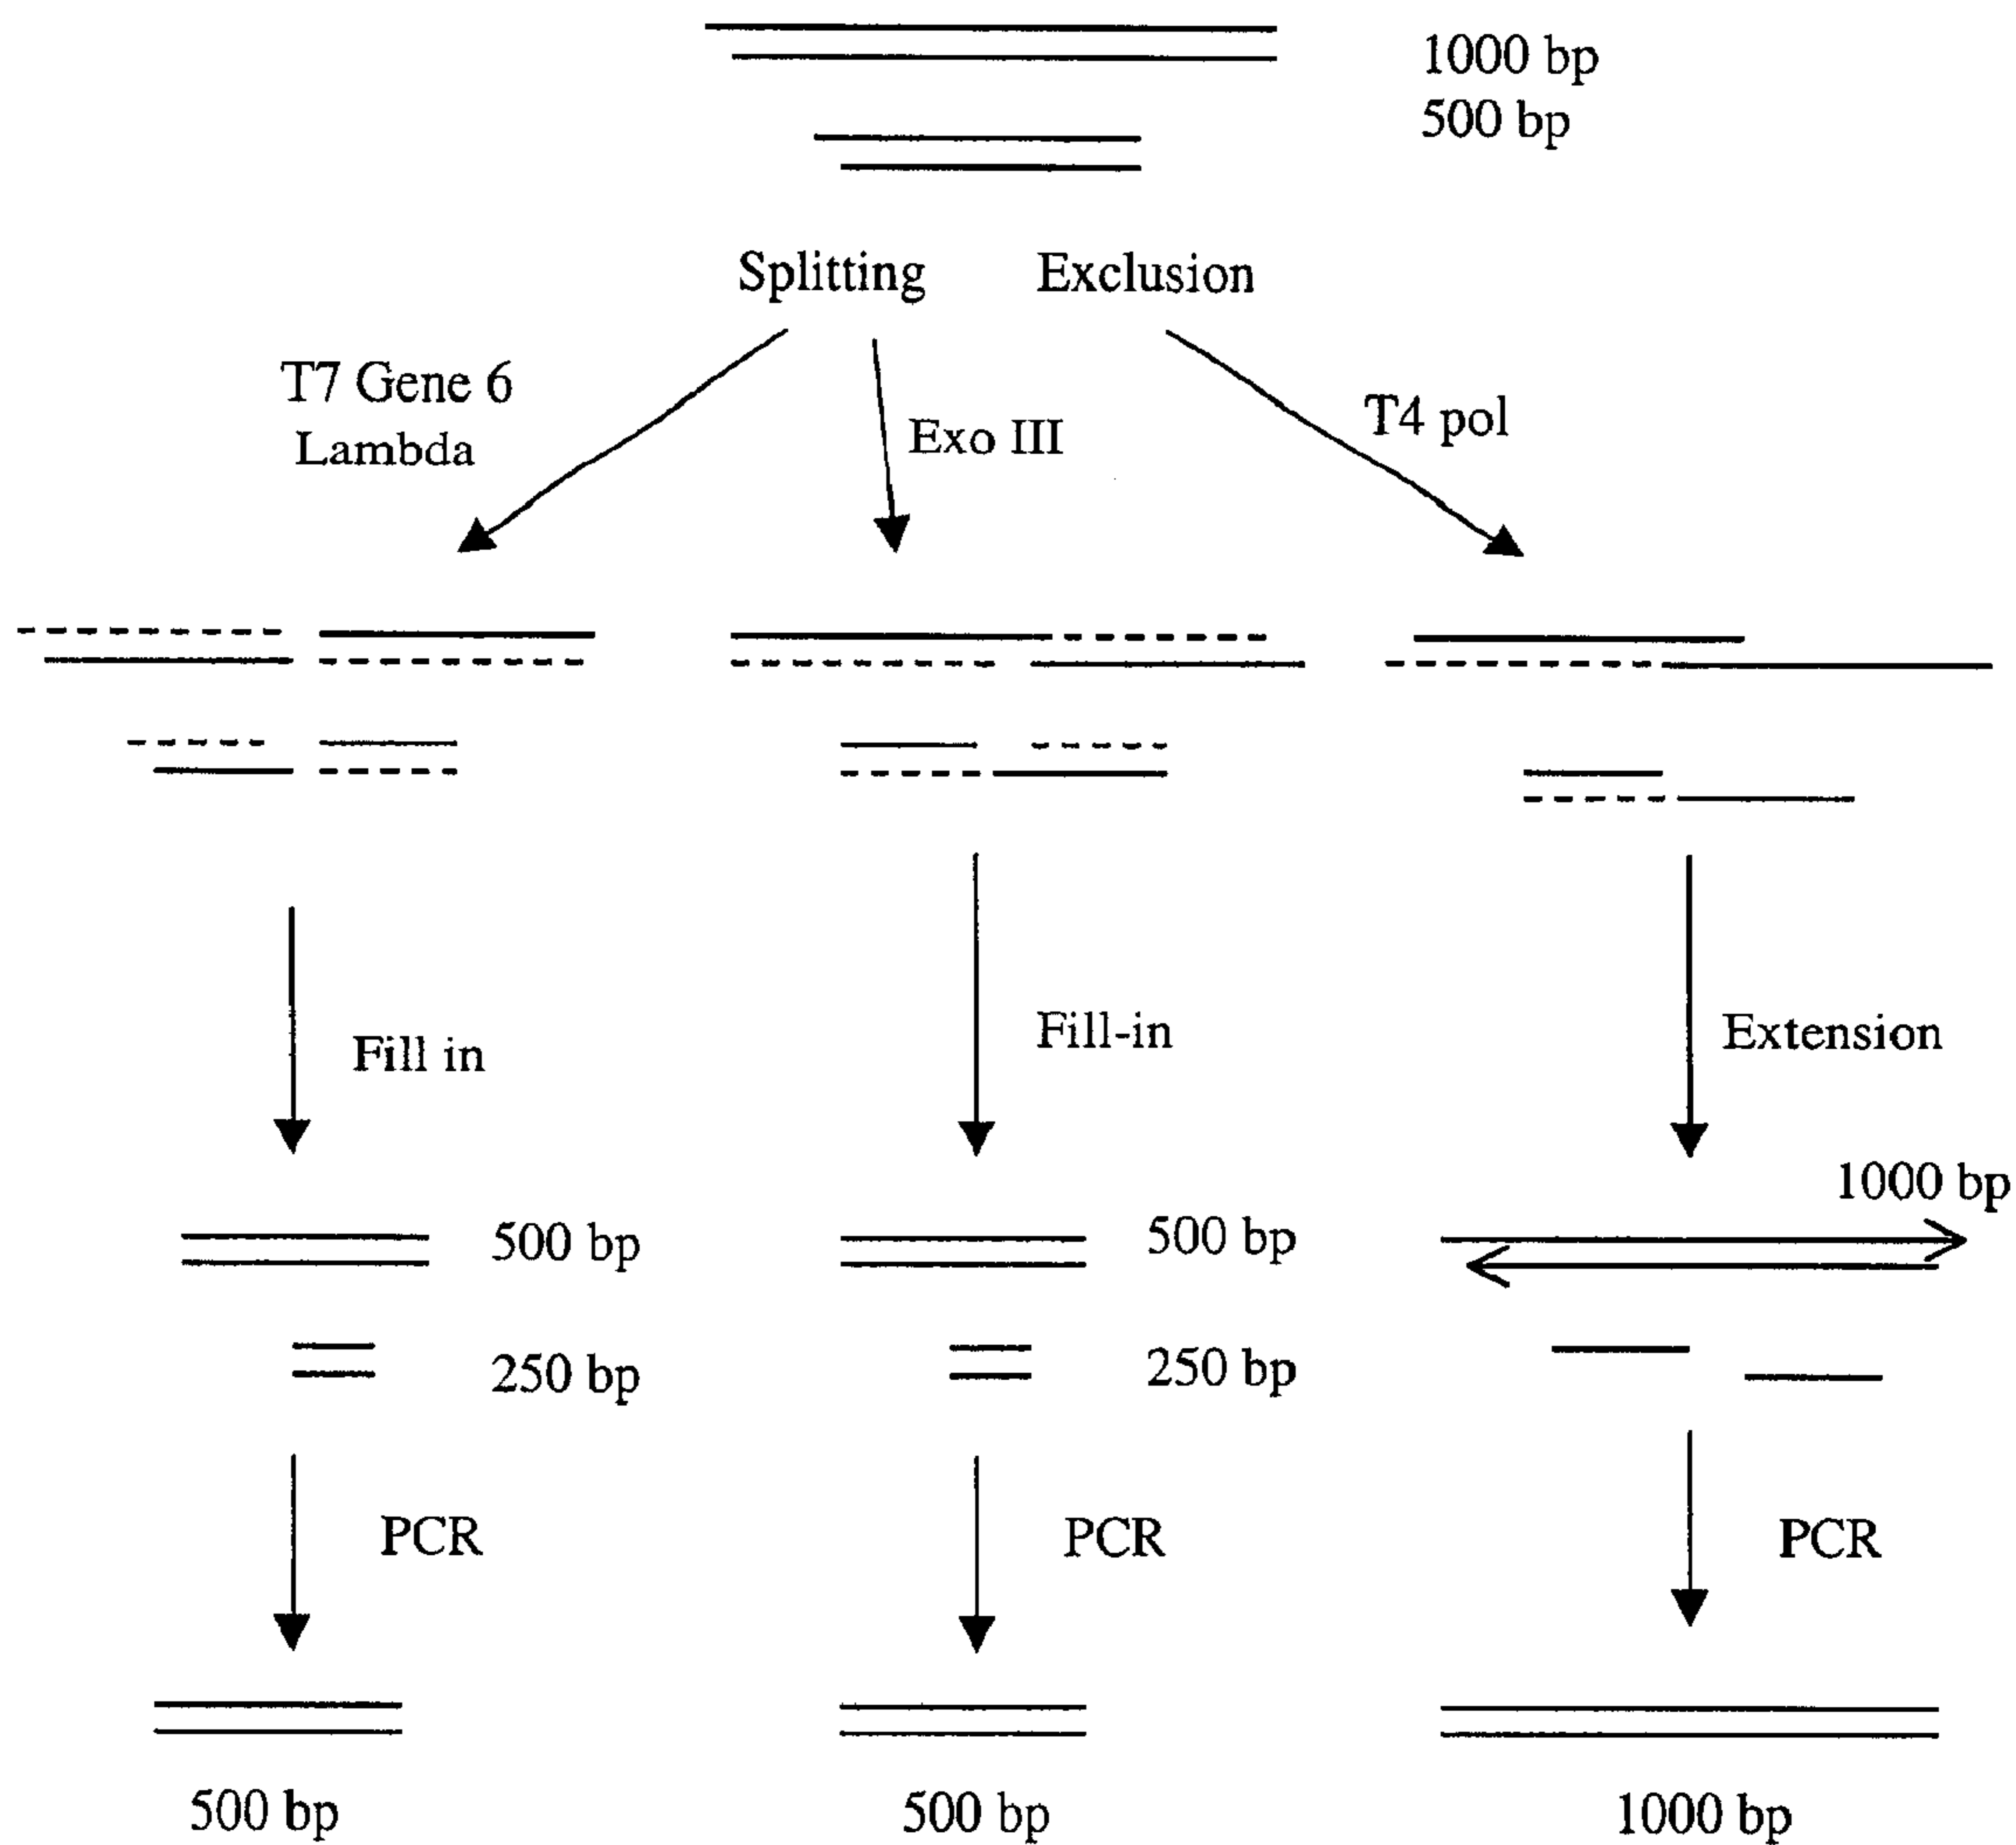 1000 bp
500 bp
Splitting Exclusion
T7 Gene 6
Lambda
Exo III
T4 pol
Fill in
Fill-in
Extension
1000 bp
500 bp
500 bp
250 bp
250 bp
PCR
PCR
PCR
500 bp
500 bp
1000 bp